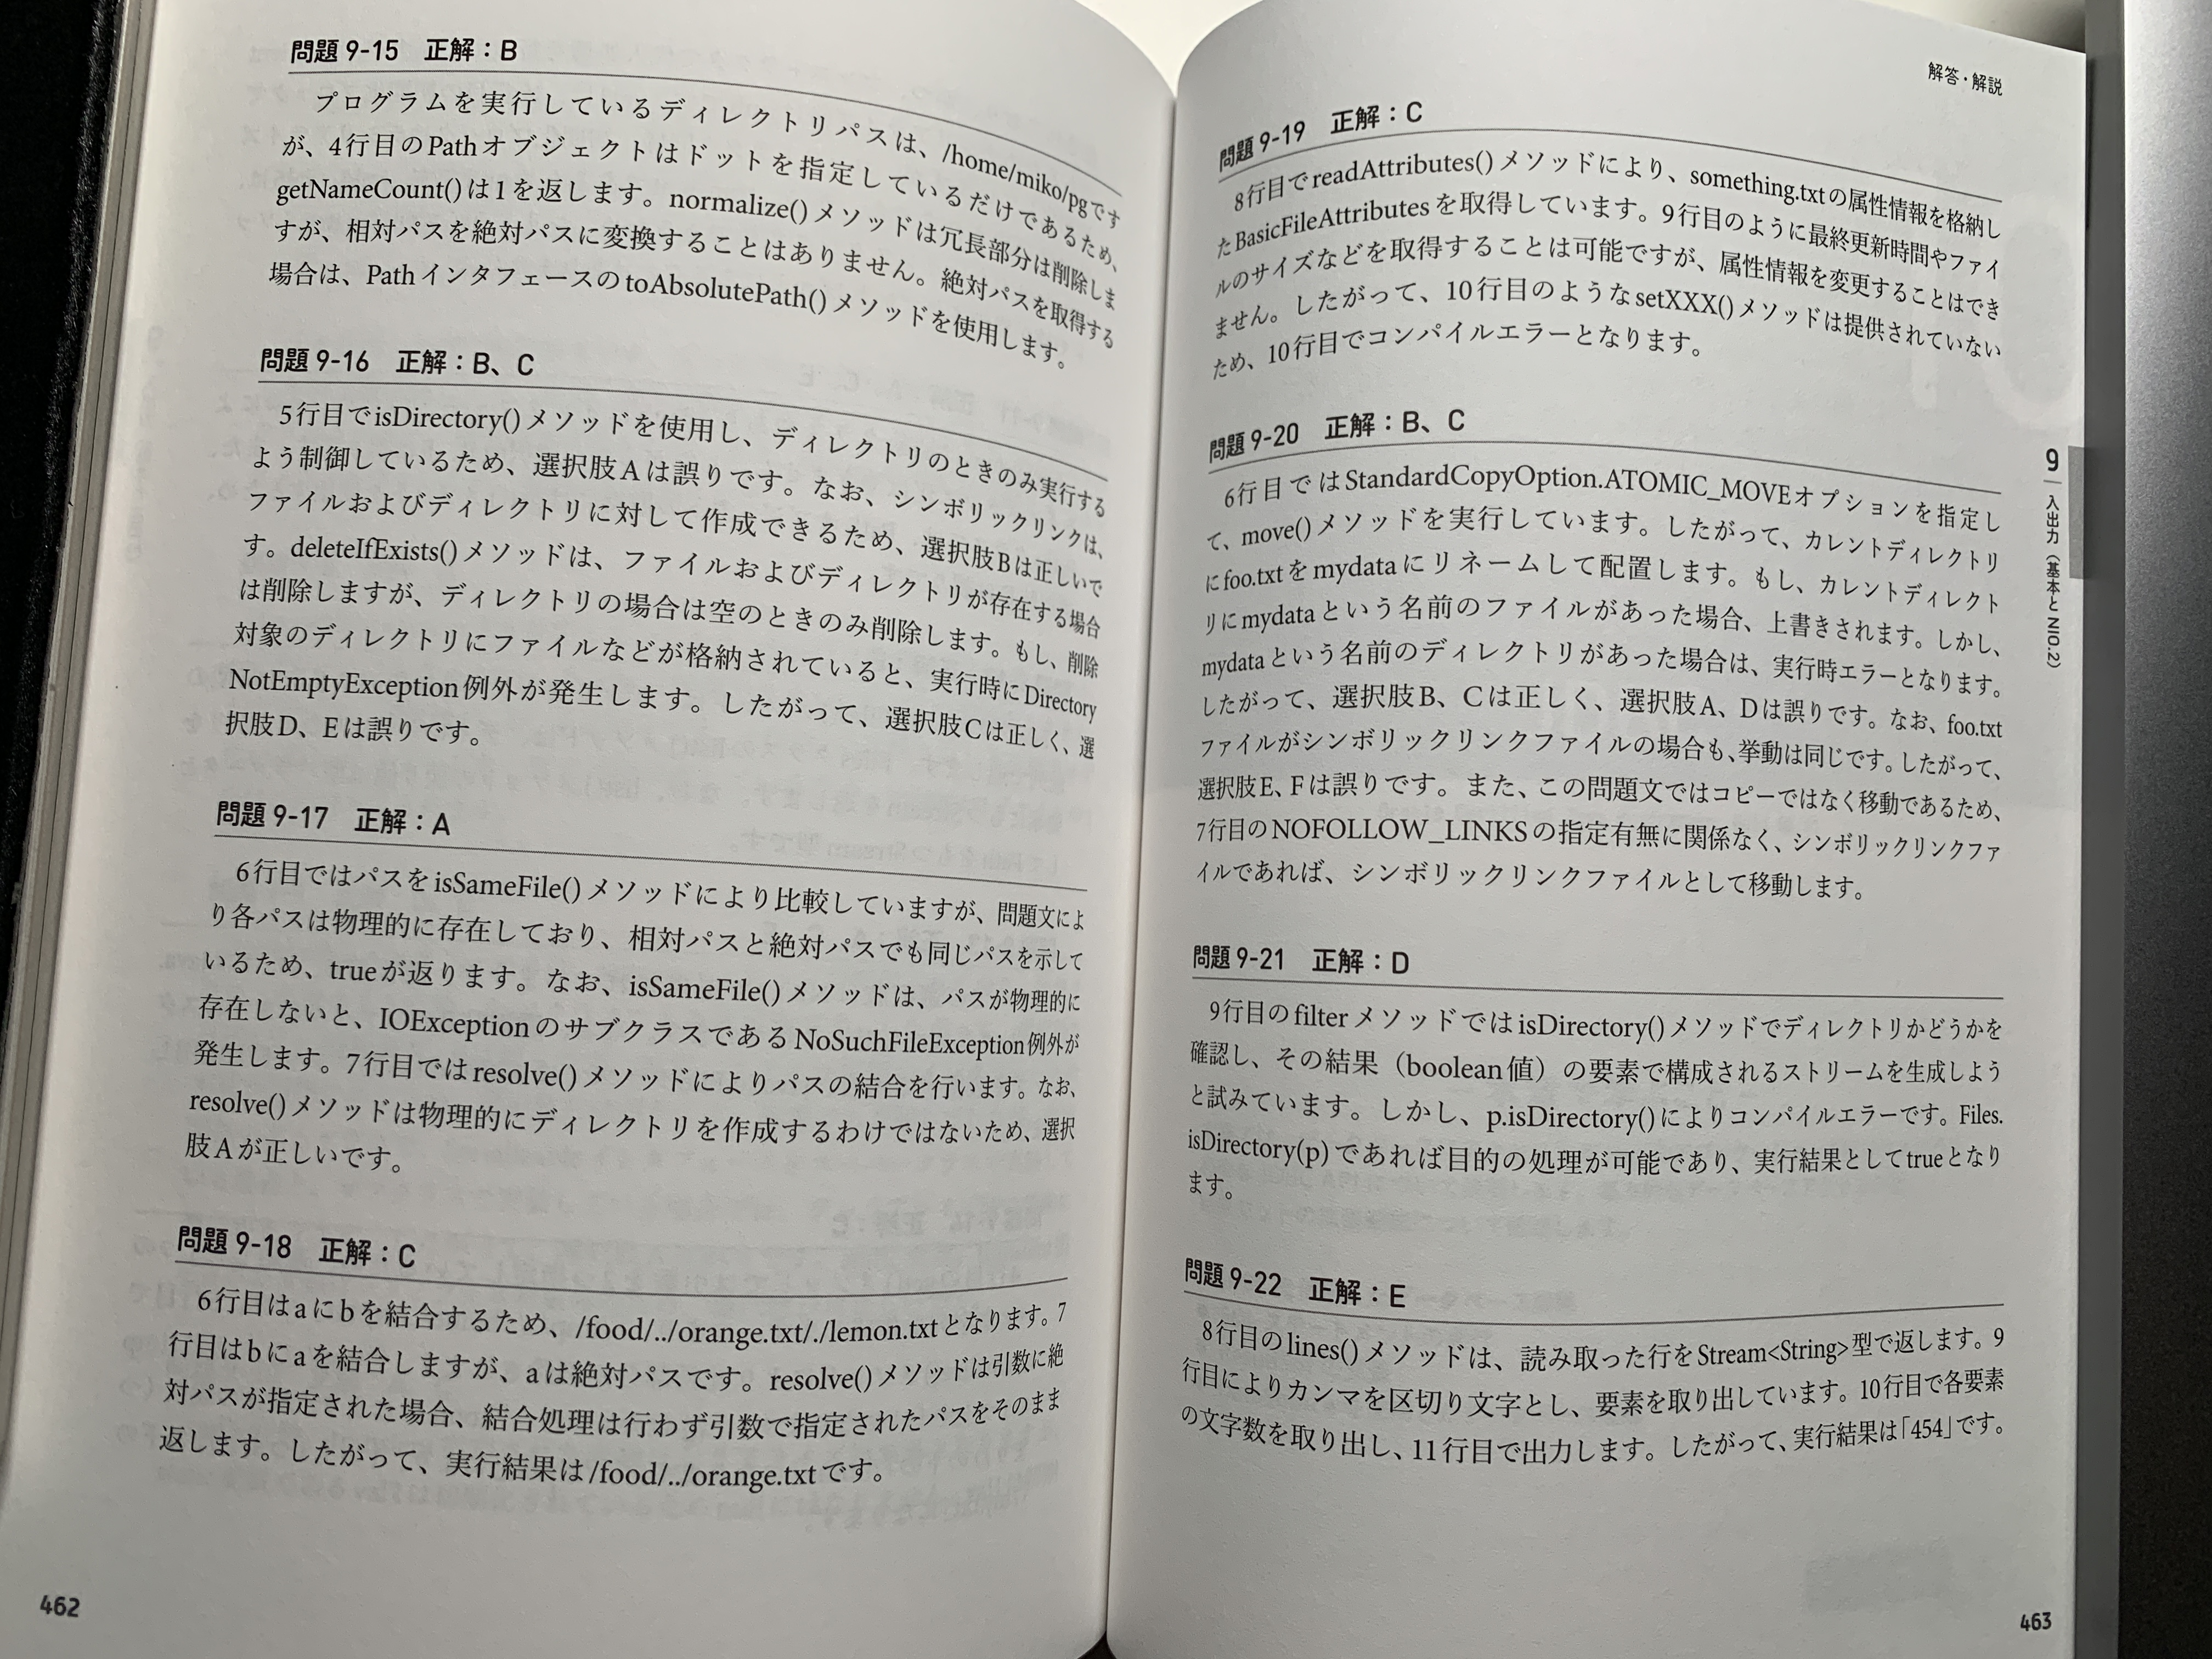 問題 9-15　正解：B
プログラムを実行しているディレクトリパスは、/home/miko/pgです
が、4行目のPathオブジェクトはドットを指定しているだけであるため、
getNameCount()は1を返します。normalize()メソッドは冗長部分は削除しま
すが、相対パスを絶対パスに変換することはありません。絶対パスを取得する
場合は、PathインタフェースのtoAbsolutePath()メソッドを使用します。
問題 9-16　正解：B、C
5行目でisDirectory()メソッドを使用し、ディレクトリのときのみ実行する
よう制御しているため、選択肢Aは誤りです。なお、シンボリックリンクは、
ファイルおよびディレクトリに対して作成できるため、選択肢Bは正しいで
す。deleteIfExists()メソッドは、ファイルおよびディレクトリが存在する場合
は削除しますが、ディレクトリの場合は空のときのみ削除します。もし、削除
対象のディレクトリにファイルなどが格納されていると、実行時にDirectory
NotEmptyException例外が発生します。したがって、選択肢Cは正しく、選
択肢D、Eは誤りです。
問題 9-17　正解：A
6行目ではパスをisSameFile()メソッドにより比較していますが、問題文によ
り各パスは物理的に存在しており、相対パスと絶対パスでも同じパスを示して
いるため、trueが返ります。なお、isSameFile()メソッドは、パスが物理的に
存在しないと、IOExceptionのサブクラスであるNoSuchFileException例外が
発生します。7行目ではresolve()メソッドによりパスの結合を行います。なお、
resolve()メソッドは物理的にディレクトリを作成するわけではないため、選択
肢Aが正しいです。
問題 9-18　正解：C
6行目はaにbを結合するため、/food/../orange.txt/./lemon.txtとなります。7
行目はbにaを結合しますが、aは絶対パスです。resolve()メソッドは引数に絶
対パスが指定された場合、結合処理は行わず引数で指定されたパスをそのまま
返します。したがって、実行結果は/food/../orange.txtです。
462
解答・解説
問題 9-19　正解：C
8行目でreadAttributes()メソッドにより、something.txtの属性情報を格納し
たBasicFileAttributesを取得しています。9行目のように最終更新時間やファイ
ルのサイズなどを取得することは可能ですが、属性情報を変更することはでき
ません。したがって、10行目のようなsetXXX()メソッドは提供されていない
ため、10行目でコンパイルエラーとなります。
問題 9-20　正解：B、C
6行目ではStandardCopyOption.ATOMIC_MOVEオプションを指定し
て、move()メソッドを実行しています。したがって、カレントディレクトリ
にfoo.txtをmydataにリネームして配置します。もし、カレントディレクト
リにmydataという名前のファイルがあった場合、上書きされます。しかし、
mydataという名前のディレクトリがあった場合は、実行時エラーとなります。
したがって、選択肢B、Cは正しく、選択肢A、Dは誤りです。なお、foo.txt
ファイルがシンボリックリンクファイルの場合も、挙動は同じです。したがって、
選択肢E、Fは誤りです。また、この問題文ではコピーではなく移動であるため、
7行目のNOFOLLOW_LINKSの指定有無に関係なく、シンボリックリンクファ
イルであれば、シンボリックリンクファイルとして移動します。
問題 9-21　正解：D
9行目のfilterメソッドではisDirectory()メソッドでディレクトリかどうかを
確認し、その結果（boolean値）の要素で構成されるストリームを生成しよう
と試みています。しかし、p.isDirectory()によりコンパイルエラーです。Files.
isDirectory(p)であれば目的の処理が可能であり、実行結果としてtrueとなり
ます。
問題 9-22　正解：E
8行目のlines()メソッドは、読み取った行をStream<String>型で返します。9
行目によりカンマを区切り文字とし、要素を取り出しています。10行目で各要素
の文字数を取り出し、11行目で出力します。したがって、実行結果は「454」です。
9
入出力（基本とNIO.2）
463